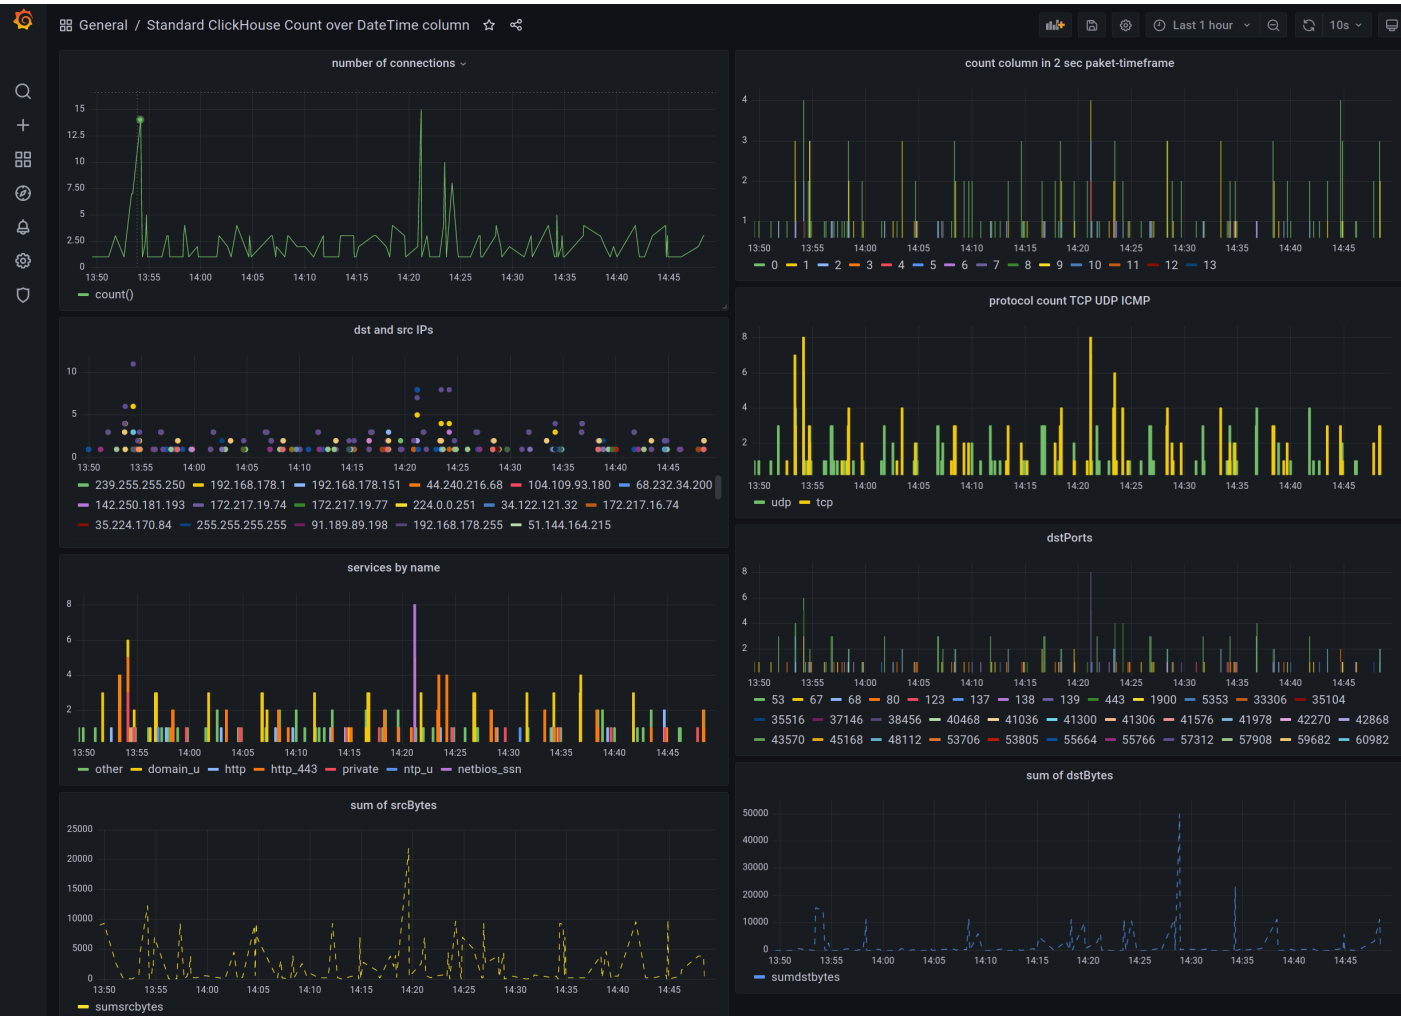 General / Standard ClickHouse Count over DateTime column
Last 1 hour
10s
number of connections
15
12.5
10
7.50
5
2.50
0
13:50 13:55 14:00 14:05 14:10 14:15 14:20 14:25 14:30 14:35 14:40 14:45
count()
count column in 2 sec paket-timeframe
4
3
2
1
13:50 13:55 14:00 14:05 14:10 14:15 14:20 14:25 14:30 14:35 14:40 14:45
0 1 2 3 4 5 6 7 8 9 10 11 12 13
dst and src IPs
10
5
0
13:50 13:55 14:00 14:05 14:10 14:15 14:20 14:25 14:30 14:35 14:40 14:45
239.255.255.250 192.168.178.1 192.168.178.151 44.240.216.68 104.109.93.180 68.232.34.200
142.250.181.193 172.217.19.74 172.217.19.77 224.0.0.251 34.122.121.32 172.217.16.74
35.224.170.84 255.255.255.255 91.189.89.198 192.168.178.255 51.144.164.215
protocol count TCP UDP ICMP
8
6
4
2
13:50 13:55 14:00 14:05 14:10 14:15 14:20 14:25 14:30 14:35 14:40 14:45
udp tcp
services by name
8
6
4
2
13:50 13:55 14:00 14:05 14:10 14:15 14:20 14:25 14:30 14:35 14:40 14:45
other domain_u http http_443 private ntp_u netbios_ssn
dstPorts
8
6
4
2
13:50 13:55 14:00 14:05 14:10 14:15 14:20 14:25 14:30 14:35 14:40 14:45
53 67 68 80 123 137 138 139 443 1900 5353 33306 35104
35516 37146 38456 40468 41036 41300 41306 41576 41978 42270 42868
43570 45168 48112 53706 53805 55664 55766 57312 57908 59682 60982
sum of srcBytes
25000
20000
15000
10000
5000
0
13:50 13:55 14:00 14:05 14:10 14:15 14:20 14:25 14:30 14:35 14:40 14:45
sumsrcbytes
sum of dstBytes
50000
40000
30000
20000
10000
0
13:50 13:55 14:00 14:05 14:10 14:15 14:20 14:25 14:30 14:35 14:40 14:45
sumdstbytes